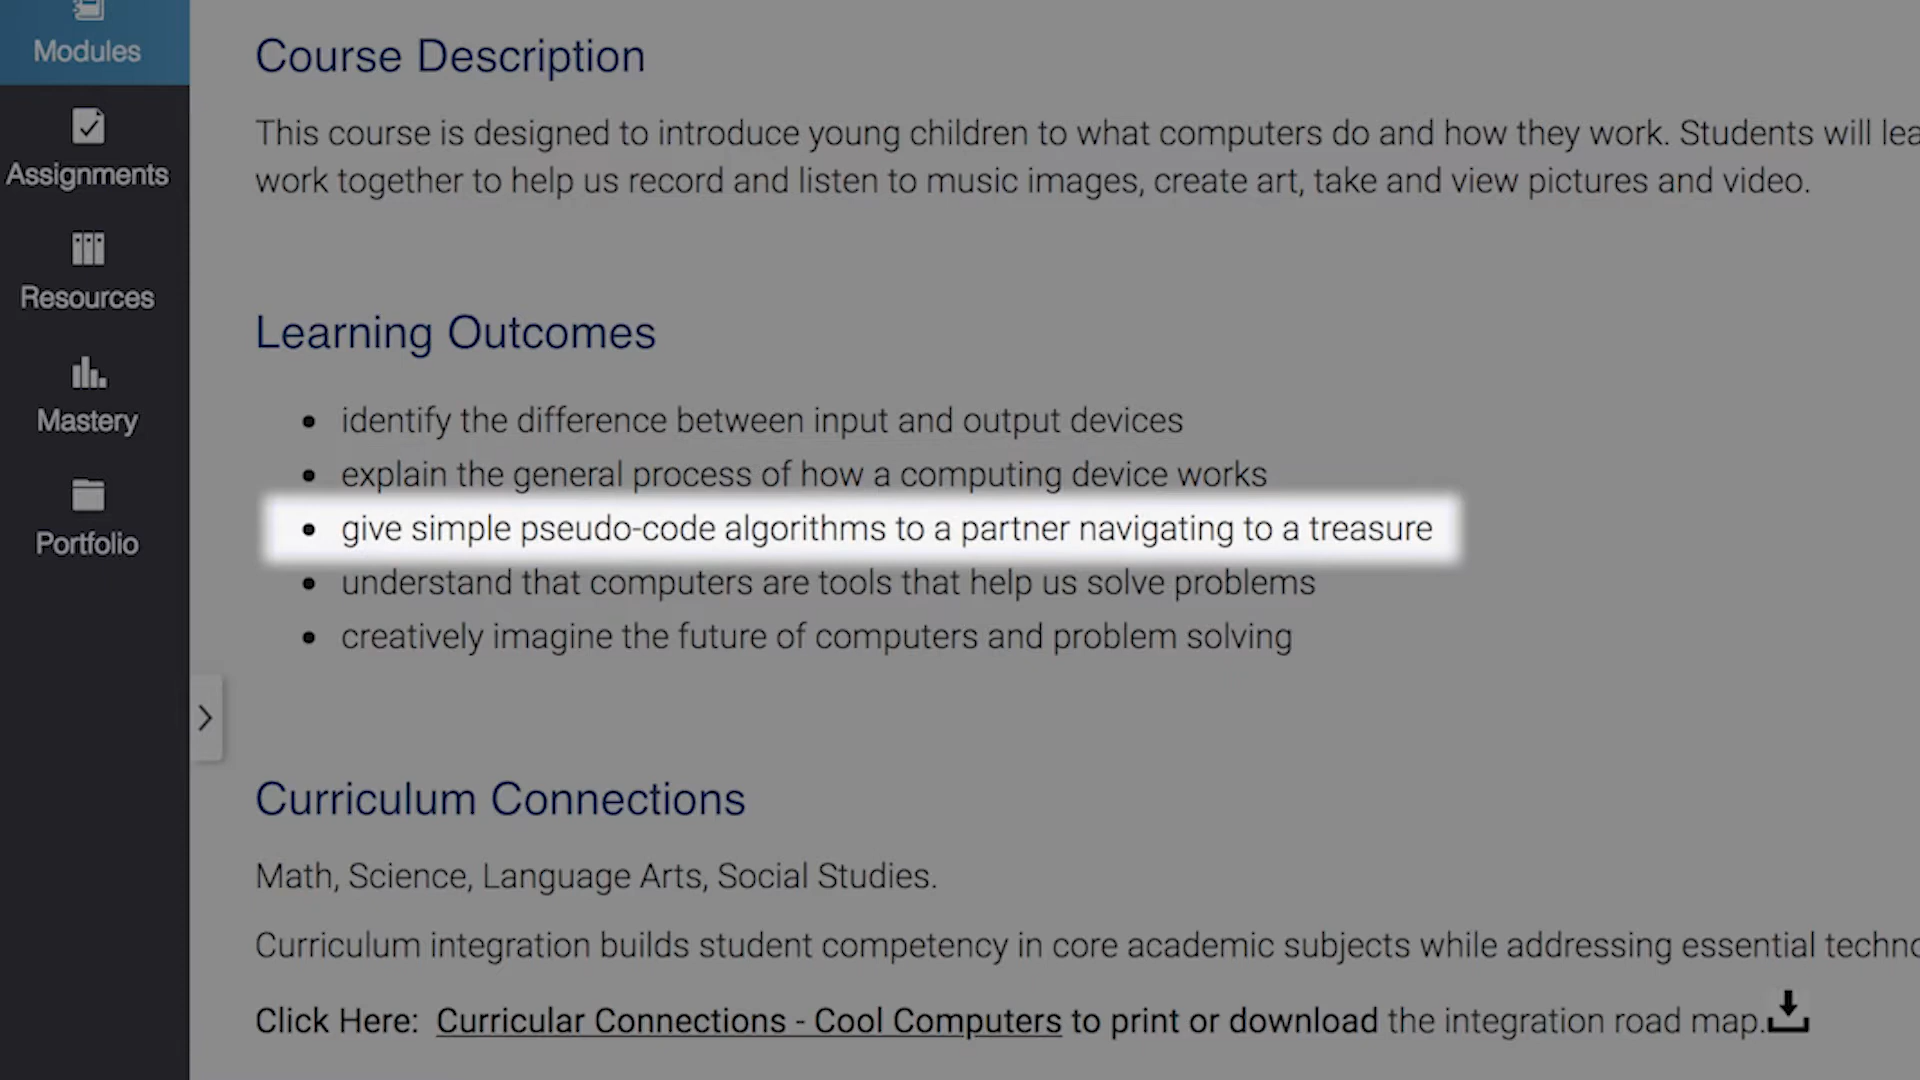 Modules
Assignments
Resources
Mastery
Portfolio
Course Description
This course is designed to introduce young children to what computers do and how they work. Students will
work together to help us record and listen to music images, create art, take and view pictures and video.
Learning Outcomes
• identify the difference between input and output devices
• explain the general process of how a computing device works
• give simple pseudo-code algorithms to a partner navigating to a treasure
• understand that computers are tools that help us solve problems
• creatively imagine the future of computers and problem solving
Curriculum Connections
Math, Science, Language Arts, Social Studies.
Curriculum integration builds student competency in core academic subjects while addressing essential
Click Here: Curricular Connections - Cool Computers to print or download the integration road map.